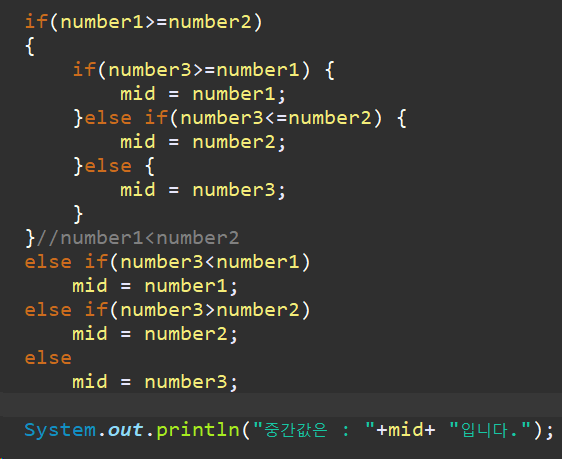 if(number1>=number2)
{
    if(number3>=number1) {
        mid = number1;
    }else if(number3<=number2) {
        mid = number2;
    }else {
        mid = number3;
    }
}//number1<number2
else if(number3<number1)
    mid = number1;
else if(number3>number2)
    mid = number2;
else
    mid = number3;
System.out.println("중간값은 : "+mid+ "입니다.");